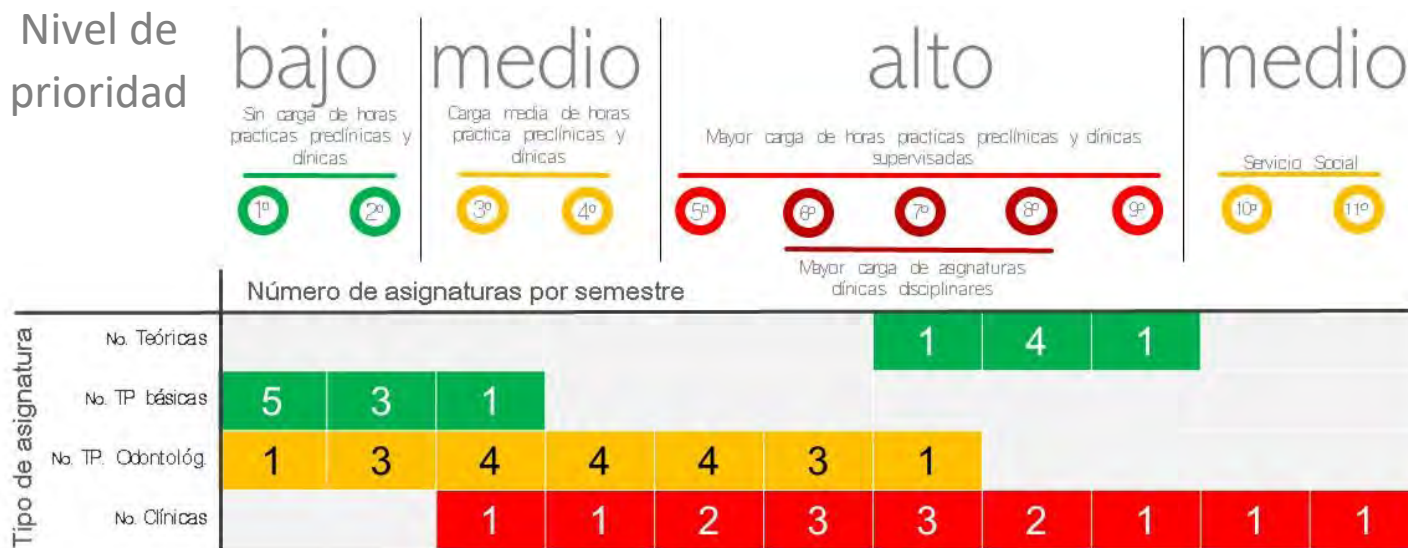 Nivel de
prioridad
bajo
Sin carga de horas
practicas preclínicas y
clínicas
medio
Carga media de horas
práctica preclínicas y
clínicas
alto
Mayor carga de horas practicas preclínicas y clínicas
supervisadas
medio
Servicio Social
1º 2º 3º 4º 5º 6º 7º 8º 9º 10º 11º
Mayor carga de asignaturas
clínicas disciplinares
Número de asignaturas por semestre
Tipo de asignatura
No. Teóricas 1 4 1
No. TP básicas 5 3 1
No. TP. Odontológ. 1 3 4 4 4 3 1
No. Clínicas 1 1 2 3 3 2 1 1 1